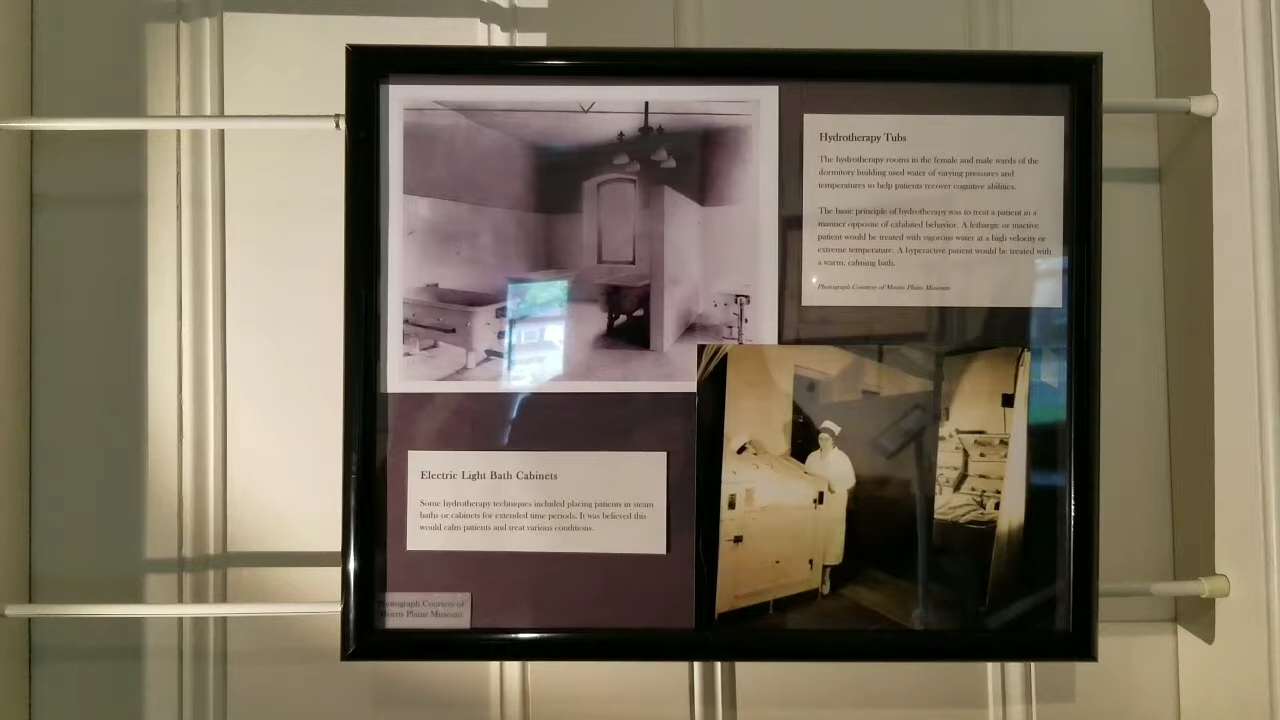 Hydrotherapy Tubs
The hydrotherapy rooms in the female and male wards of the
dormitory building used water of varying pressures and
temperatures to help patients recover cognitive abilities.
The basic principle of hydrotherapy was to treat a patient in a
manner opposite of exhibited behavior. A lethargic or inactive
patient would be treated with vigorous water at a high velocity or
extreme temperature. A hyperactive patient would be treated with
a warm, calming bath.
Photograph Courtesy of Morris Plains Museum
Electric Light Bath Cabinets
Some hydrotherapy techniques included placing patients in steam
baths or cabinets for extended time periods. It was believed this
would calm patients and treat various conditions.
Photograph Courtesy of
Morris Plains Museum